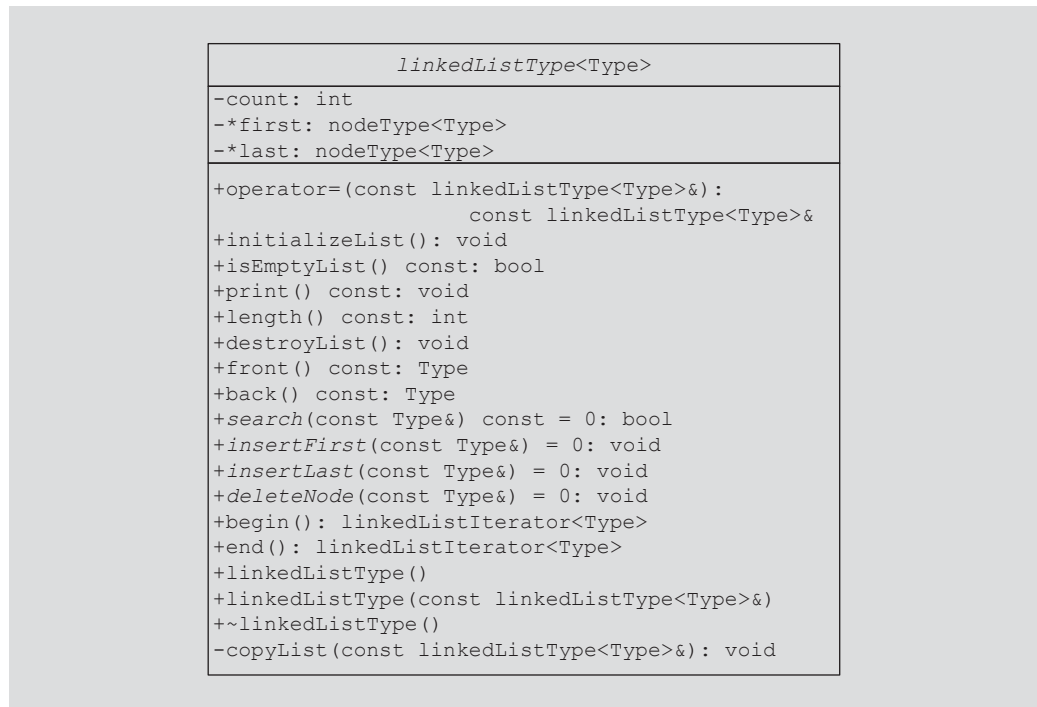 linkedListType<Type>
-count: int
-*first: nodeType<Type>
-*last: nodeType<Type>
+operator=(const linkedListType<Type>&):
const linkedListType<Type>&
+initializeList(): void
+isEmptyList() const: bool
+print() const: void
+length() const: int
+destroyList(): void
+front() const: Type
+back() const: Type
+search(const Type&) const = 0: bool
+insertFirst(const Type&) = 0: void
+insertLast(const Type&) = 0: void
+deleteNode(const Type&) = 0: void
+begin(): linkedListIterator<Type>
+end(): linkedListIterator<Type>
+linkedListType()
+linkedListType(const linkedListType<Type>&)
+~linkedListType()
-copyList(const linkedListType<Type>&): void